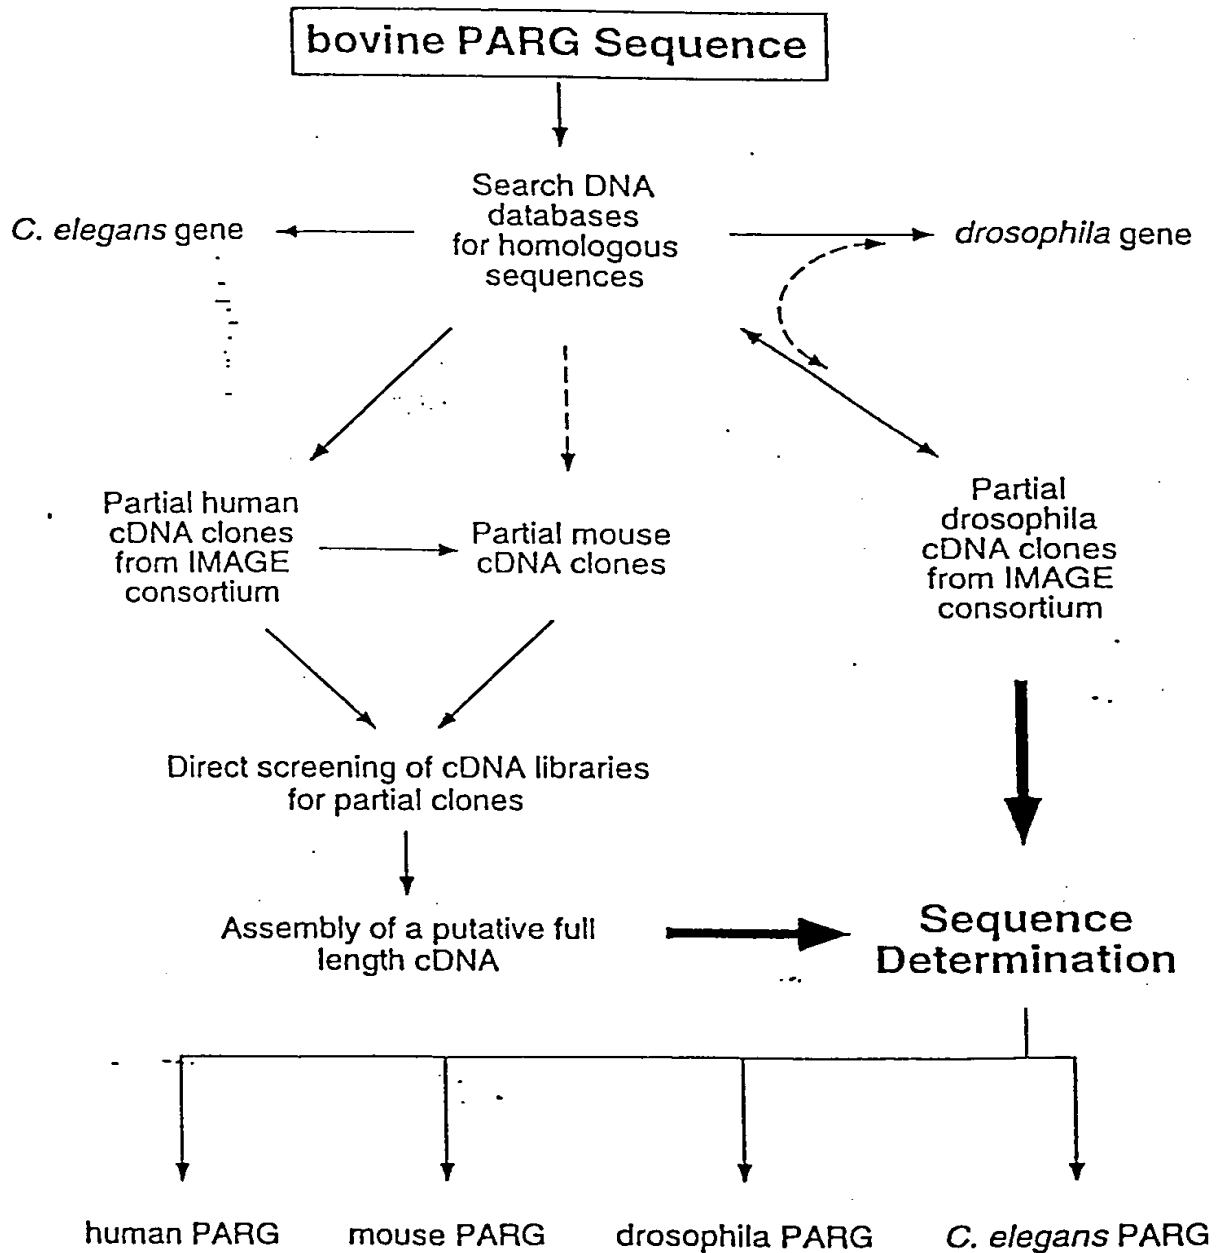 bovine PARG Sequence
Search DNA
databases
for homologous
sequences
C. elegans gene
drosophila gene
Partial human
cDNA clones
from IMAGE
consortium
Partial mouse
cDNA clones
Partial
drosophila
cDNA clones
from IMAGE
consortium
Direct screening of cDNA libraries
for partial clones
Assembly of a putative full
length cDNA
Sequence
Determination
human PARG
mouse PARG
drosophila PARG
C. elegans PARG